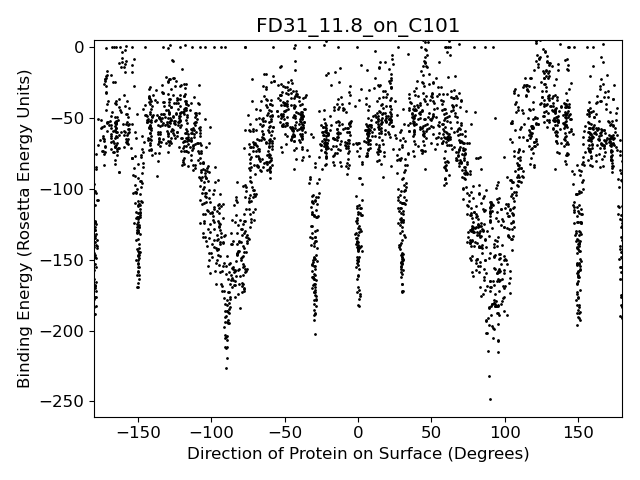 FD31_11.8_on_C101
Binding Energy (Rosetta Energy Units)
0
−50
−100
−150
−200
−250
−150 −100 −50 0 50 100 150
Direction of Protein on Surface (Degrees)